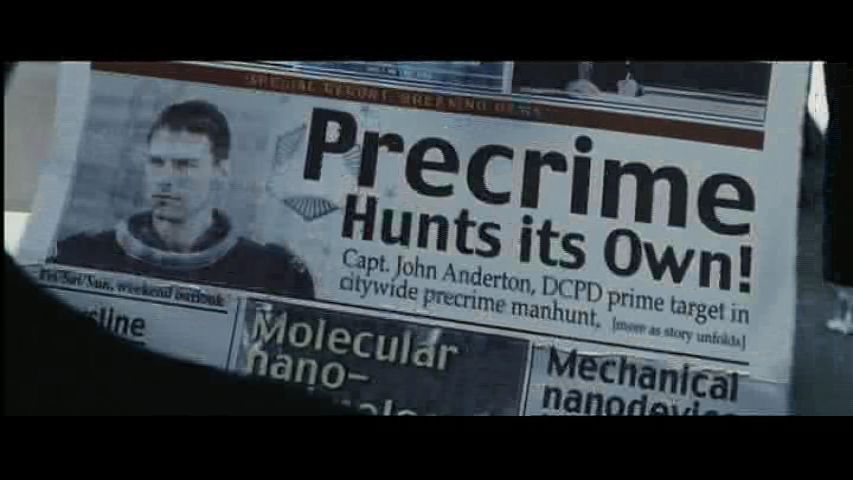 SPECIAL REPORT: BREAKING NEWS
Precrime
Hunts its Own!
Capt. John Anderton, DCPD prime target in
citywide precrime manhunt. [more as story unfolds]
Fri/Sat/Sun, weekend outlook
Molecular
nano-
Mechanical